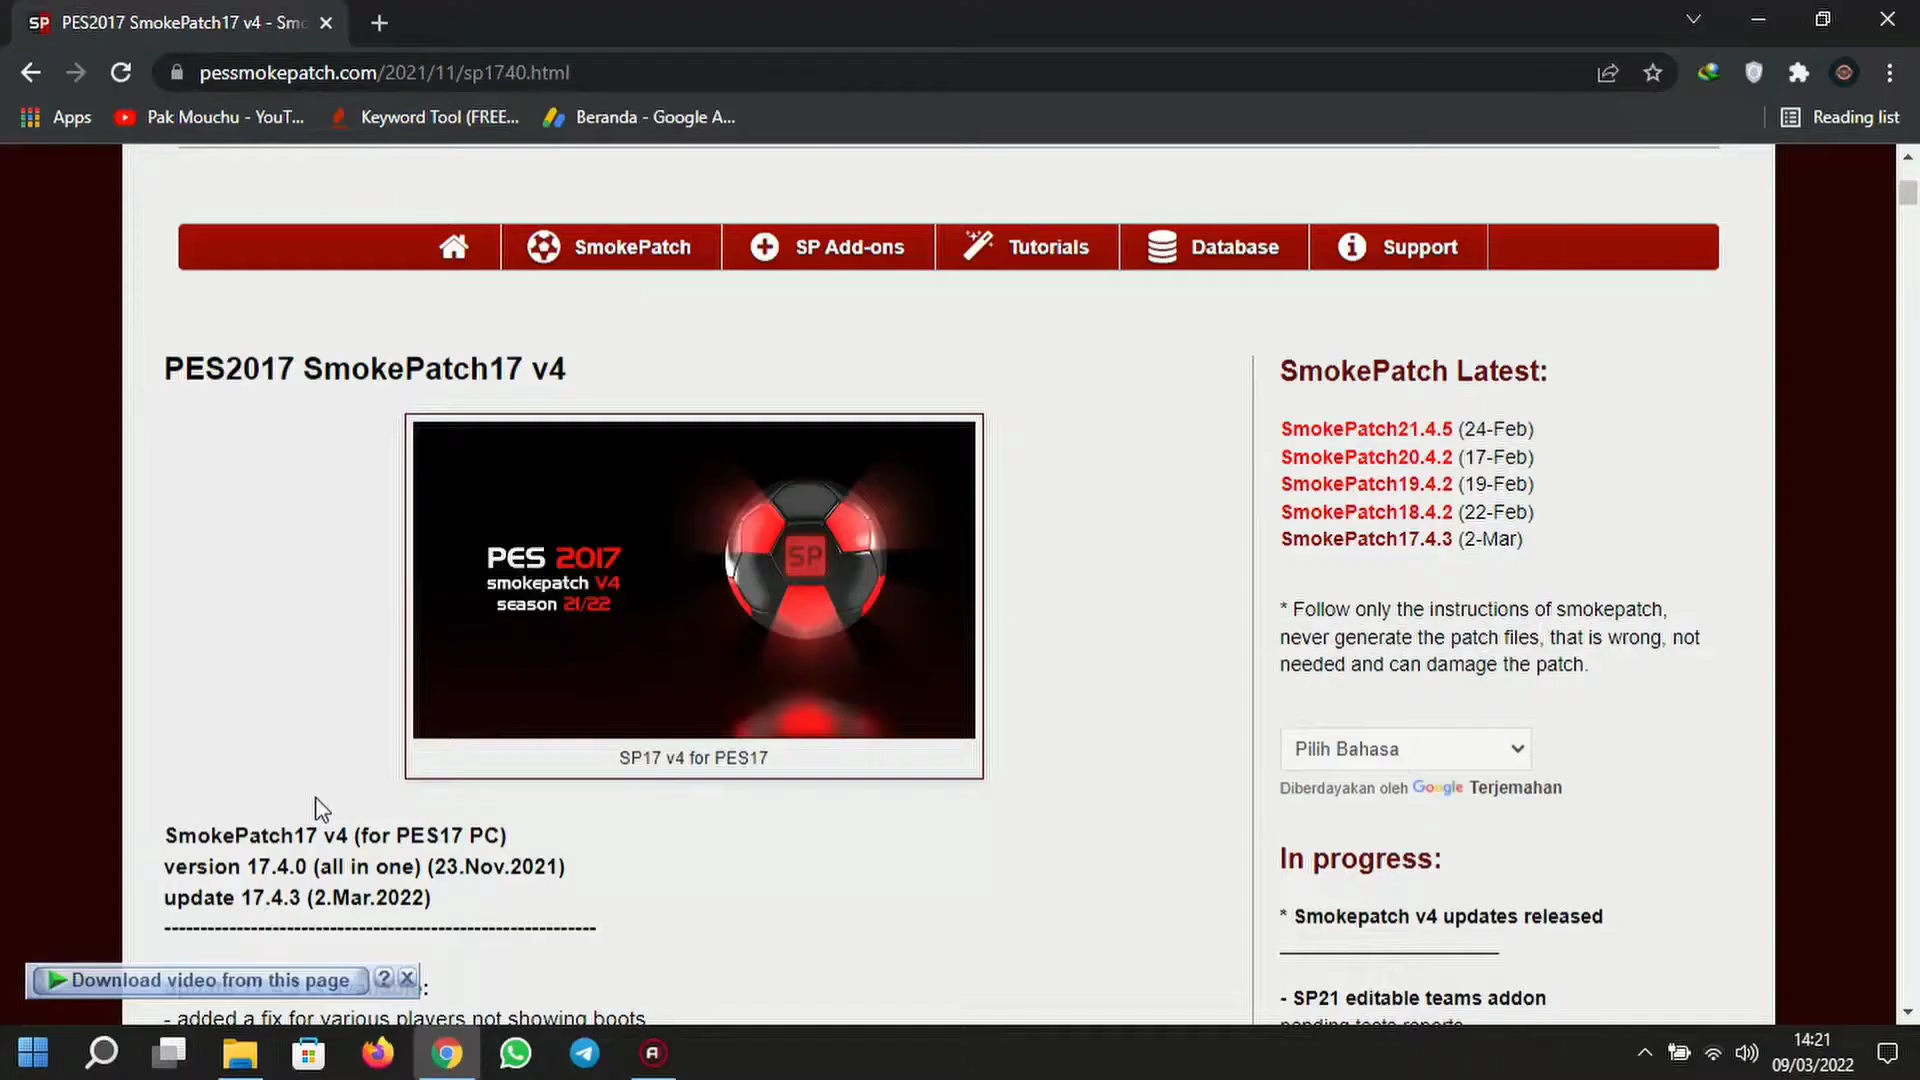 SP PES2017 SmokePatch17 v4 - Smo
pessmokepatch.com/2021/11/sp1740.html
Apps
Pak Mouchu - YouT...
Keyword Tool (FREE...
Beranda - Google A...
Reading list
SmokePatch
SP Add-ons
Tutorials
Database
Support
PES2017 SmokePatch17 v4
PES 2017
smokepatch V4
season 21/22
SP
SP17 v4 for PES17
SmokePatch17 v4 (for PES17 PC)
version 17.4.0 (all in one) (23.Nov.2021)
update 17.4.3 (2.Mar.2022)
------------------------------------------------------------
- added a fix for various players not showing boots
SmokePatch Latest:
SmokePatch21.4.5 (24-Feb)
SmokePatch20.4.2 (17-Feb)
SmokePatch19.4.2 (19-Feb)
SmokePatch18.4.2 (22-Feb)
SmokePatch17.4.3 (2-Mar)
* Follow only the instructions of smokepatch,
never generate the patch files, that is wrong, not
needed and can damage the patch.
Pilih Bahasa
Diberdayakan oleh Google Terjemahan
In progress:
* Smokepatch v4 updates released
- SP21 editable teams addon
pending tests reports
Download video from this page
14:21
09/03/2022